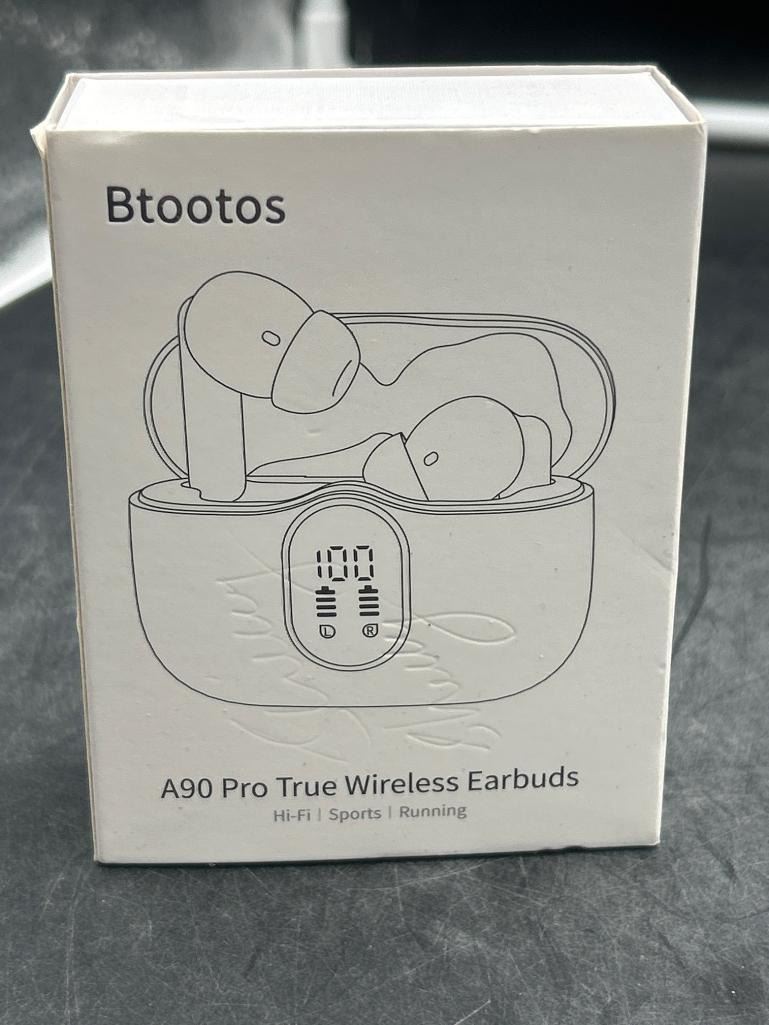 Btootos
100
L R
A90 Pro True Wireless Earbuds
Hi-Fi | Sports | Running